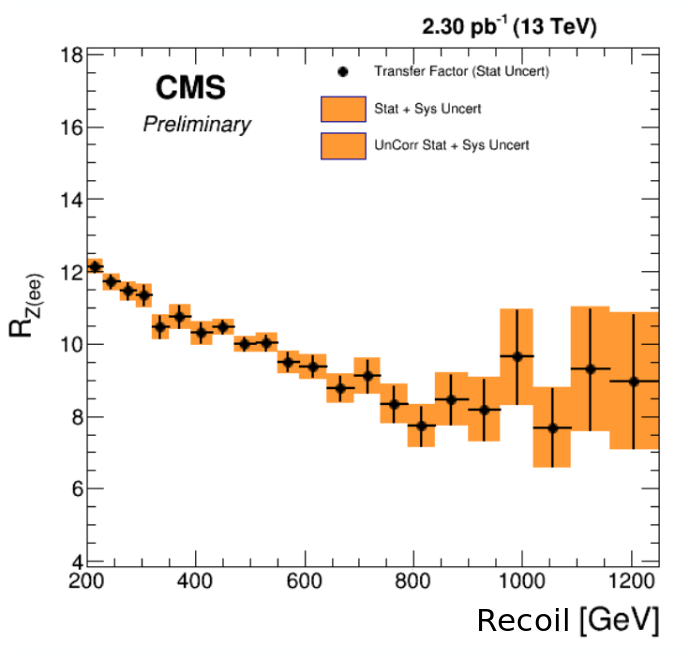 2.30 pb-1 (13 TeV)
CMS
Preliminary
Transfer Factor (Stat Uncert)
Stat + Sys Uncert
UnCorr Stat + Sys Uncert
RZ(ee)
18
16
14
12
10
8
6
4
200 400 600 800 1000 1200
Recoil [GeV]